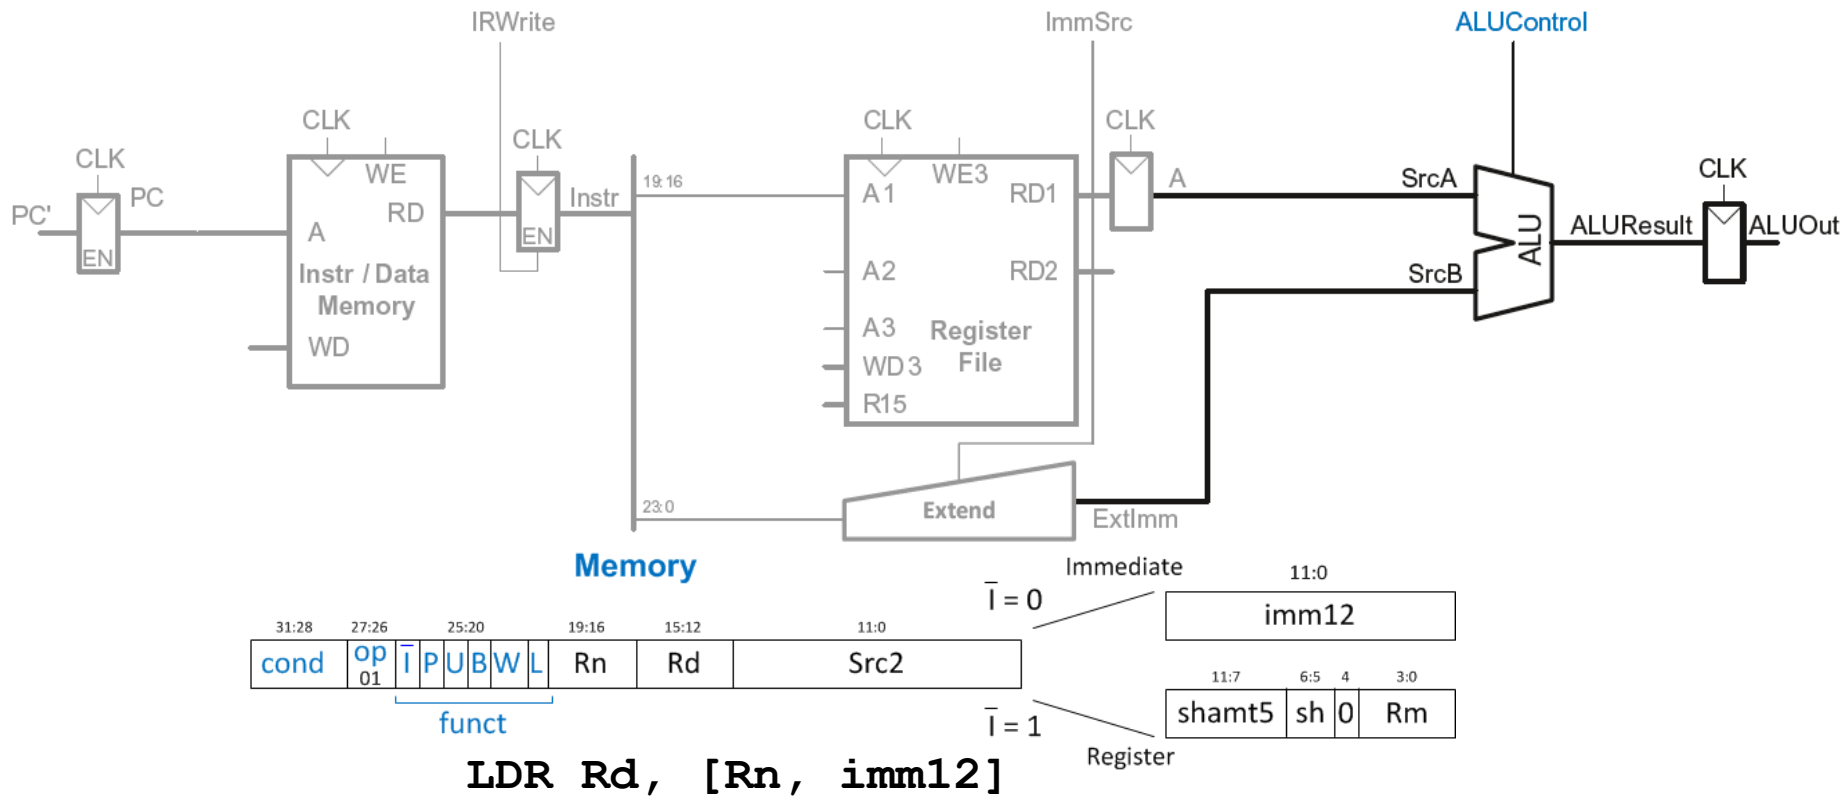 IRWrite
ImmSrc
ALUControl
CLK
CLK
CLK
CLK
CLK
CLK
PC'
PC
EN
WE
RD
A
Instr / Data
Memory
WD
EN
Instr
19:16
A1
WE3
RD1
A2
RD2
A3
Register
File
WD3
R15
A
SrcA
SrcB
ALU
ALUResult
ALUOut
23:0
Extend
ExtImm
Memory
Immediate
11:0
I = 0
imm12
31:28 27:26 25:20 19:16 15:12 11:0
cond op 01 I P U B W L Rn Rd Src2
funct
11:7 6:5 4 3:0
shamt5 sh 0 Rm
I = 1
Register
LDR Rd, [Rn, imm12]